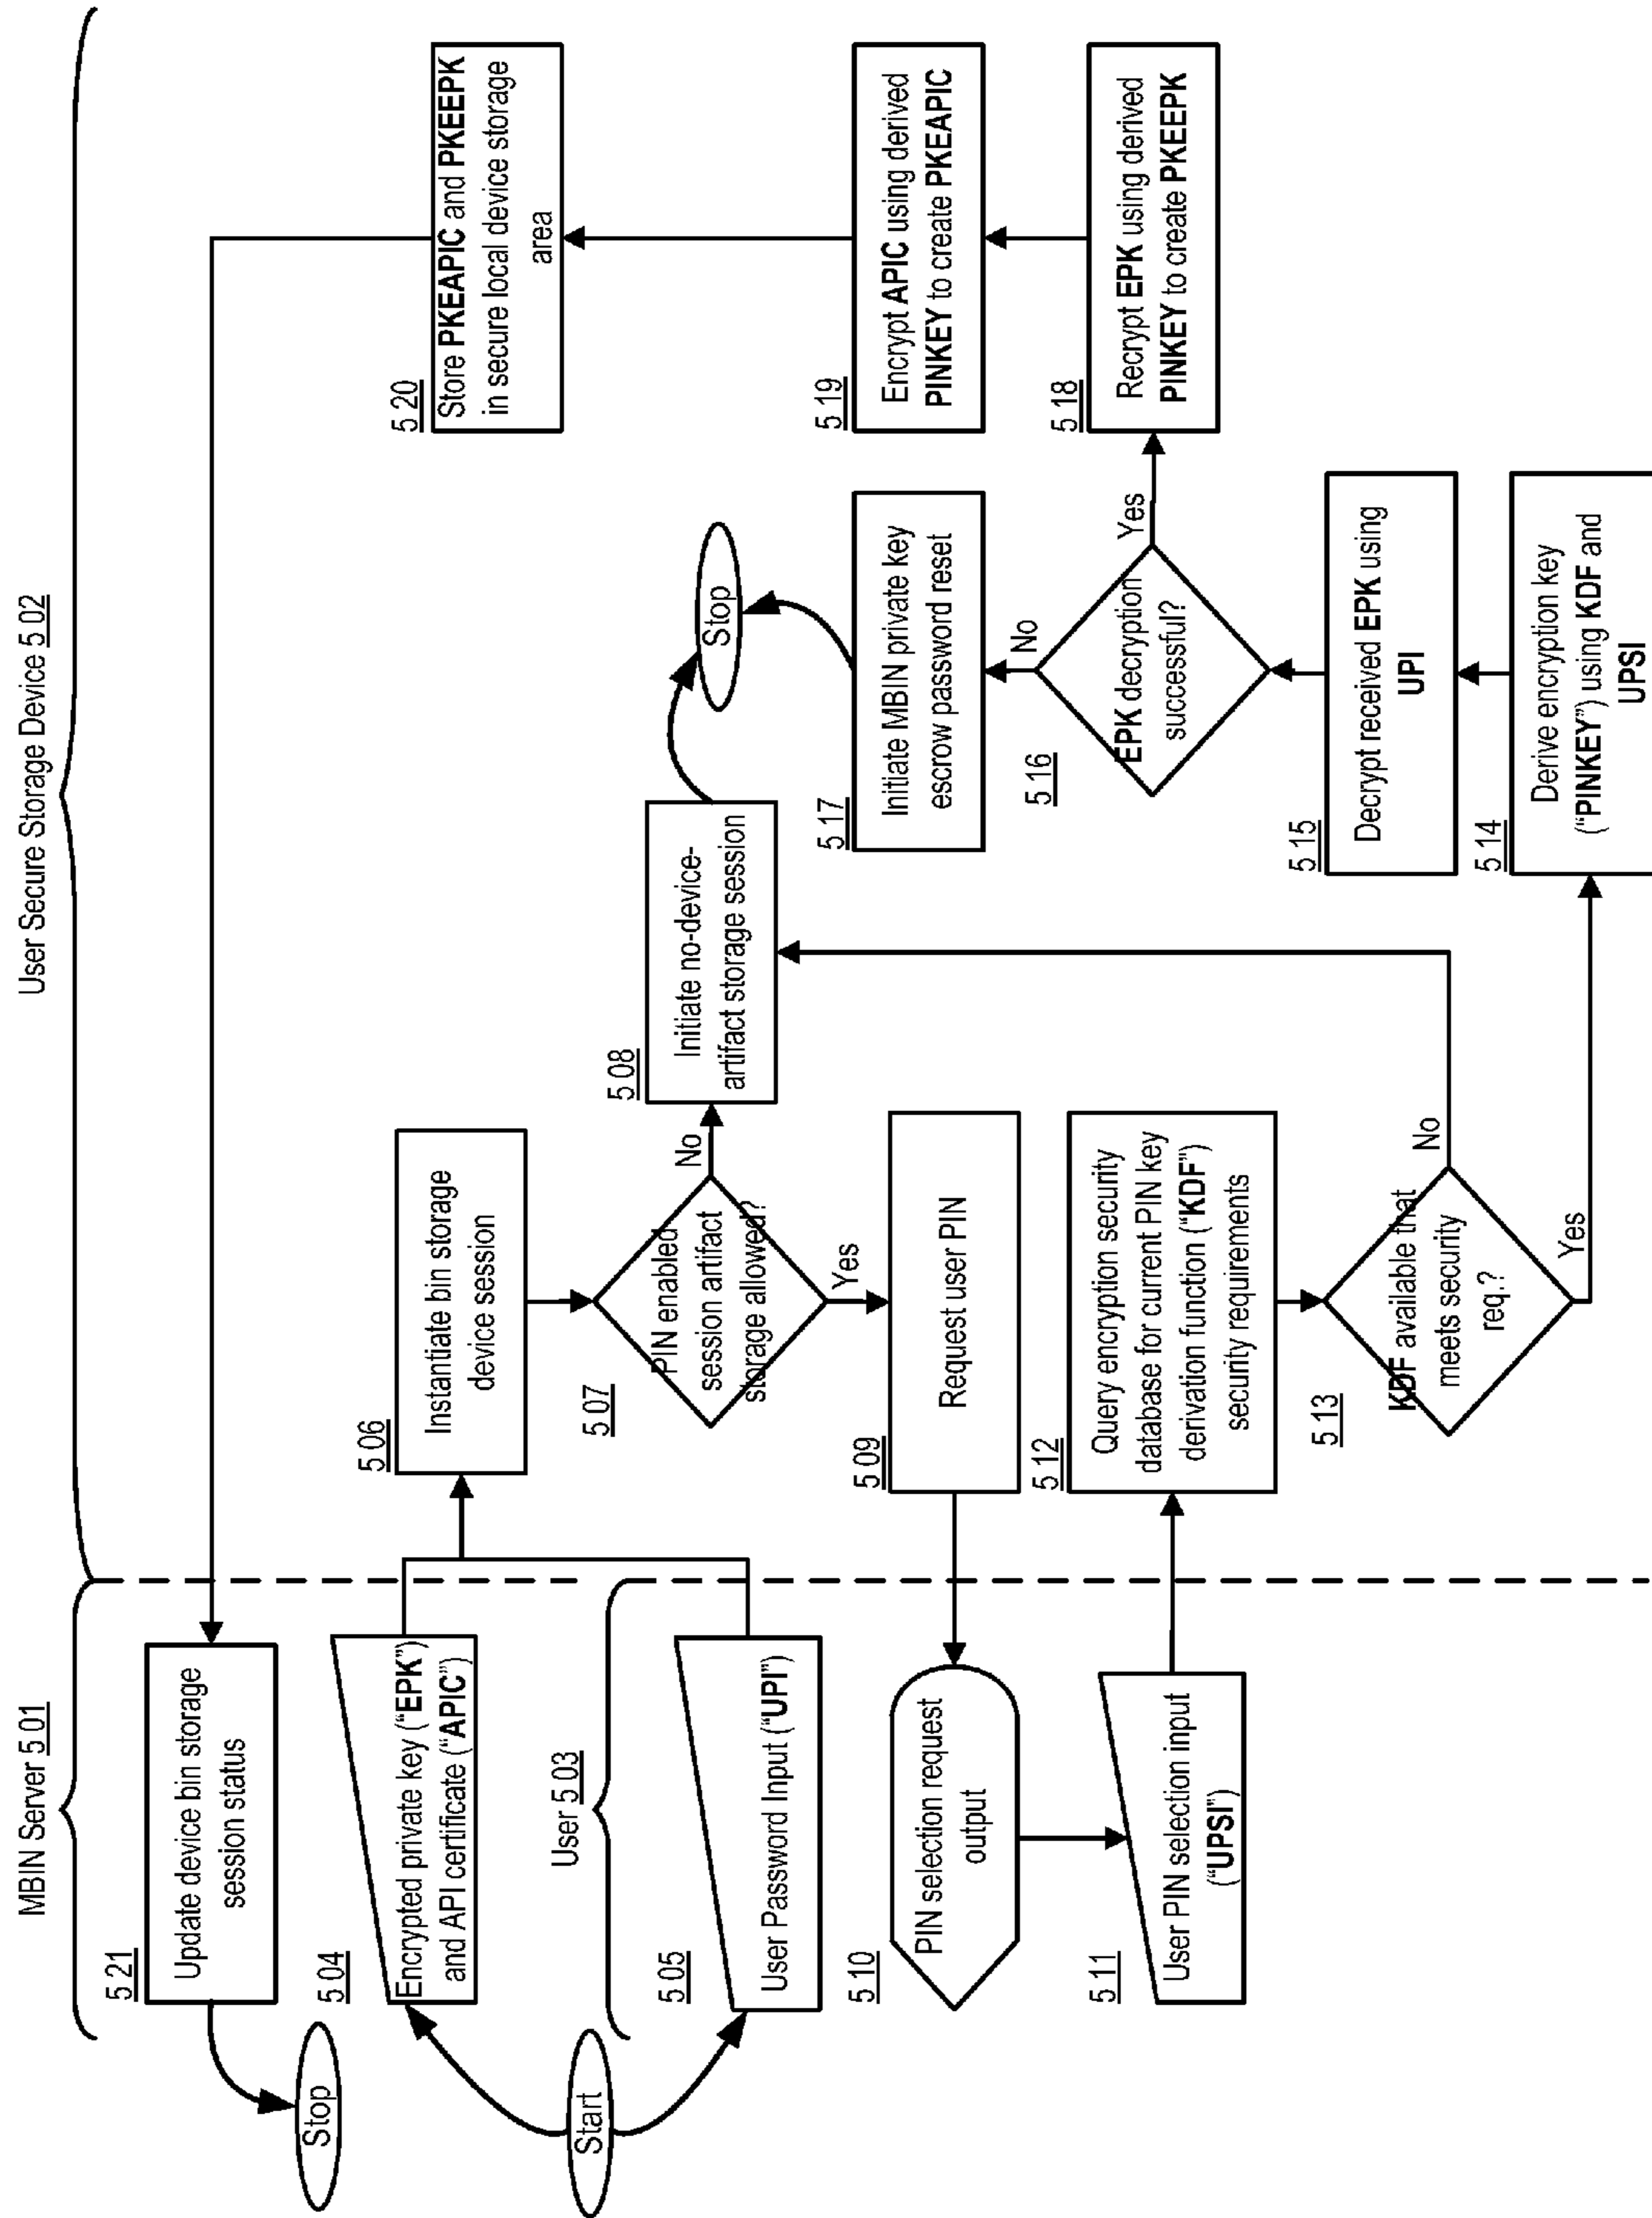 MBIN Server 5 01
User Secure Storage Device 5 02
5 21
Update device bin storage
session status
Stop
5 04
Encrypted private key ("EPK")
and API certificate ("APIC")
Start
User 5 03
5 05
User Password Input ("UPI")
5 06
Instantiate bin storage
device session
5 07
PIN enabled
session artifact
storage allowed?
No
Yes
5 08
Initiate no-device-
artifact storage session
Stop
5 09
Request user PIN
5 10
PIN selection request
output
5 11
User PIN selection input
("UPSI")
5 12
Query encryption security
database for current PIN key
derivation function ("KDF")
security requirements
5 13
KDF available that
meets security
req.?
No
Yes
5 14
Derive encryption key
("PINKEY") using KDF and
UPSI
5 15
Decrypt received EPK using
UPI
5 16
EPK decryption
successful?
No
Yes
5 17
Initiate MBIN private key
escrow password reset
5 18
Recrypt EPK using derived
PINKEY to create PKEEPK
5 19
Encrypt APIC using derived
PINKEY to create PKEAPIC
5 20
Store PKEAPIC and PKEEPK
in secure local device storage
area